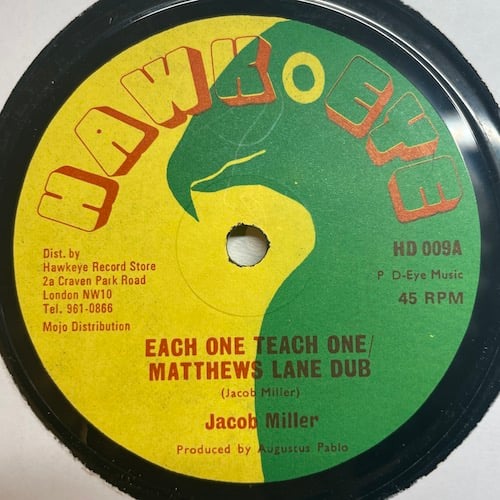 HAWKEYE
HD 009A
P D-Eye Music
45 RPM
Dist. by
Hawkeye Record Store
2a Craven Park Road
London NW10
Tel. 961-0866
Mojo Distribution
EACH ONE TEACH ONE/
MATTHEWS LANE DUB
(Jacob Miller)
Jacob Miller
Produced by Augustus Pablo